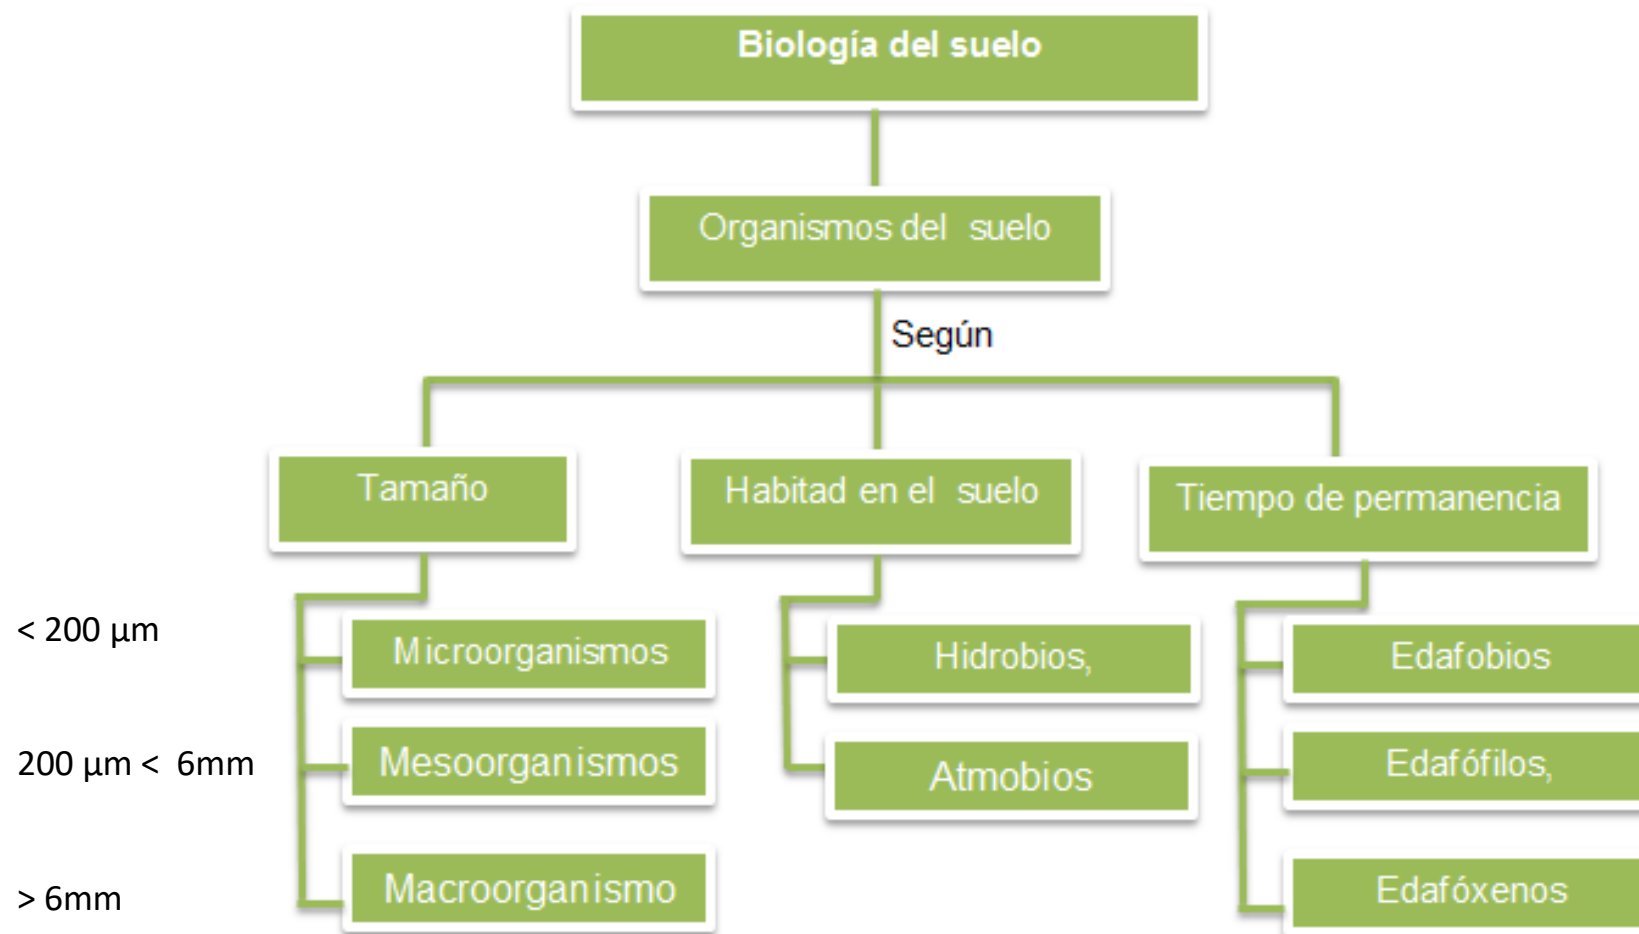 Biología del suelo
Organismos del suelo
Según
Tamaño
Habitad en el suelo
Tiempo de permanencia
< 200 µm
Microorganismos
Hidrobios,
Edafobios
200 µm < 6mm
Mesoorganismos
Atmobios
Edafófilos,
> 6mm
Macroorganismo
Edafóxenos